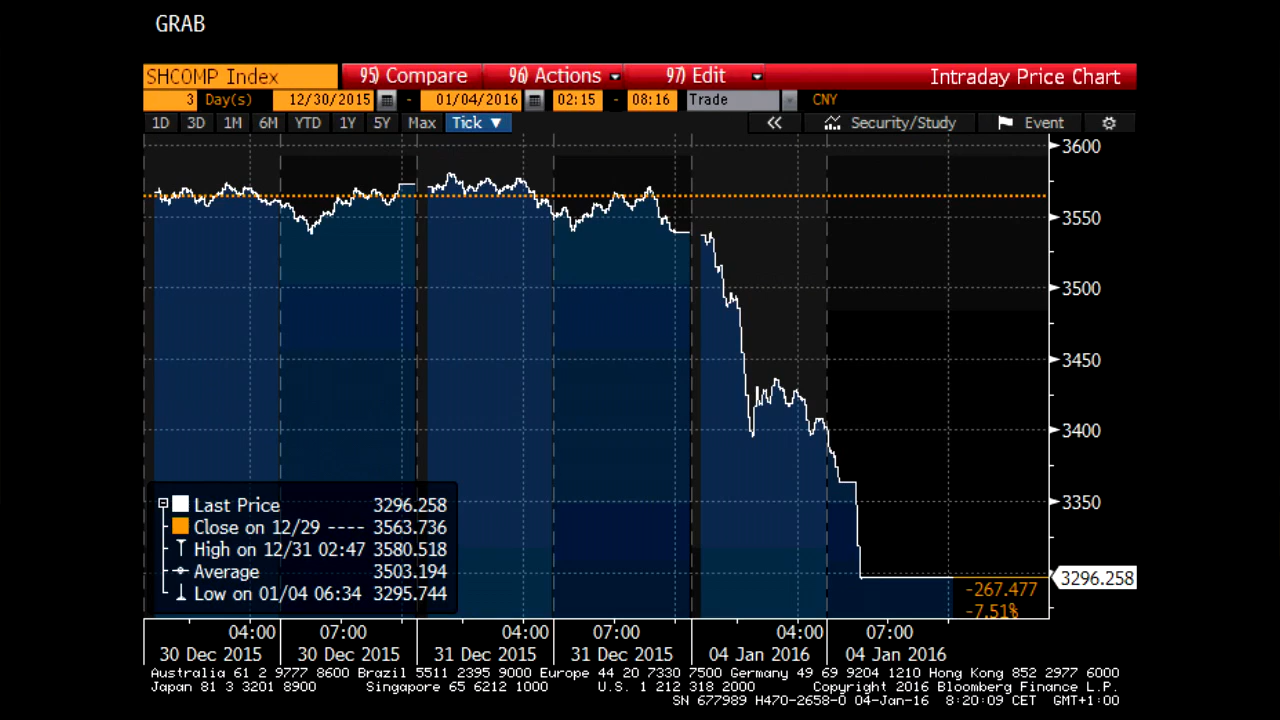 GRAB
SHCOMP Index 95) Compare 96) Actions 97) Edit Intraday Price Chart
3 Day(s) 12/30/2015 - 01/04/2016 02:15 - 08:16 Trade CNY
1D 3D 1M 6M YTD 1Y 5Y Max Tick ▼ « Security/Study Event
3600
3550
3500
3450
3400
3350
Last Price 3296.258
Close on 12/29 ---- 3563.736
High on 12/31 02:47 3580.518
Average 3503.194
Low on 01/04 06:34 3295.744
3296.258
-267.477
-7.51%
04:00 07:00 04:00 07:00 04:00 07:00
30 Dec 2015 30 Dec 2015 31 Dec 2015 31 Dec 2015 04 Jan 2016 04 Jan 2016
Australia 61 2 9777 8600 Brazil 5511 2395 9000 Europe 44 20 7330 7500 Germany 49 69 9204 1210 Hong Kong 852 2977 6000
Japan 81 3 3201 8900 Singapore 65 6212 1000 U.S. 1 212 318 2000 Copyright 2016 Bloomberg Finance L.P.
SN 677989 H470-2658-0 04-Jan-16 8:20:09 CET GMT+1:00